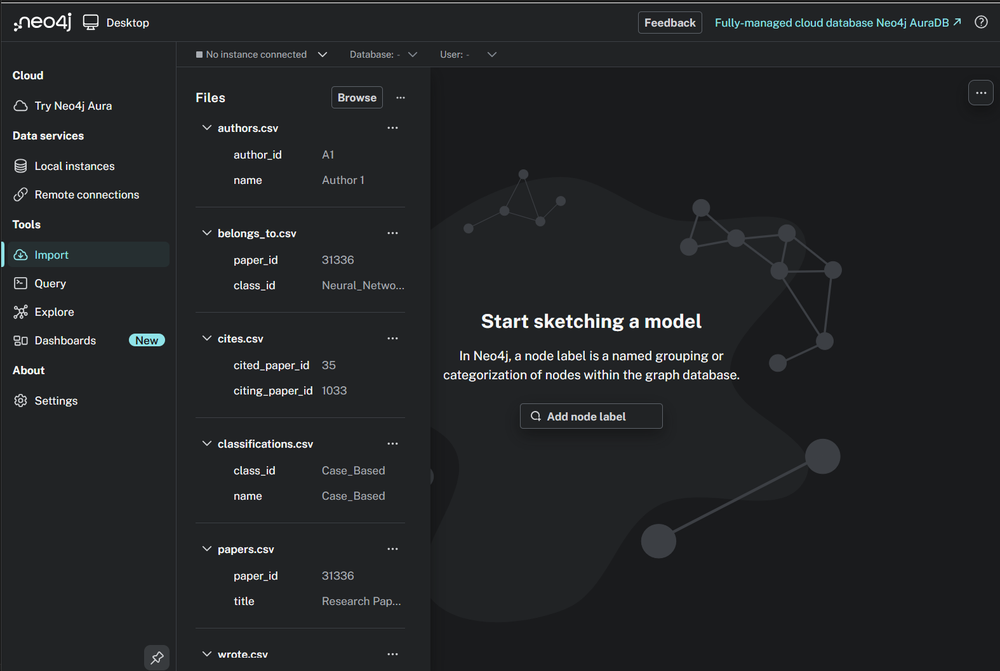 neo4j Desktop Feedback Fully-managed cloud database Neo4j AuraDB
No instance connected Database: - User: -
Cloud
Try Neo4j Aura
Data services
Local instances
Remote connections
Tools
Import
Query
Explore
Dashboards New
About
Settings
Files Browse
authors.csv
author_id A1
name Author 1
belongs_to.csv
paper_id 31336
class_id Neural_Netwo...
cites.csv
cited_paper_id 35
citing_paper_id 1033
classifications.csv
class_id Case_Based
name Case_Based
papers.csv
paper_id 31336
title Research Pap...
wrote.csv
Start sketching a model
In Neo4j, a node label is a named grouping or
categorization of nodes within the graph database.
Add node label